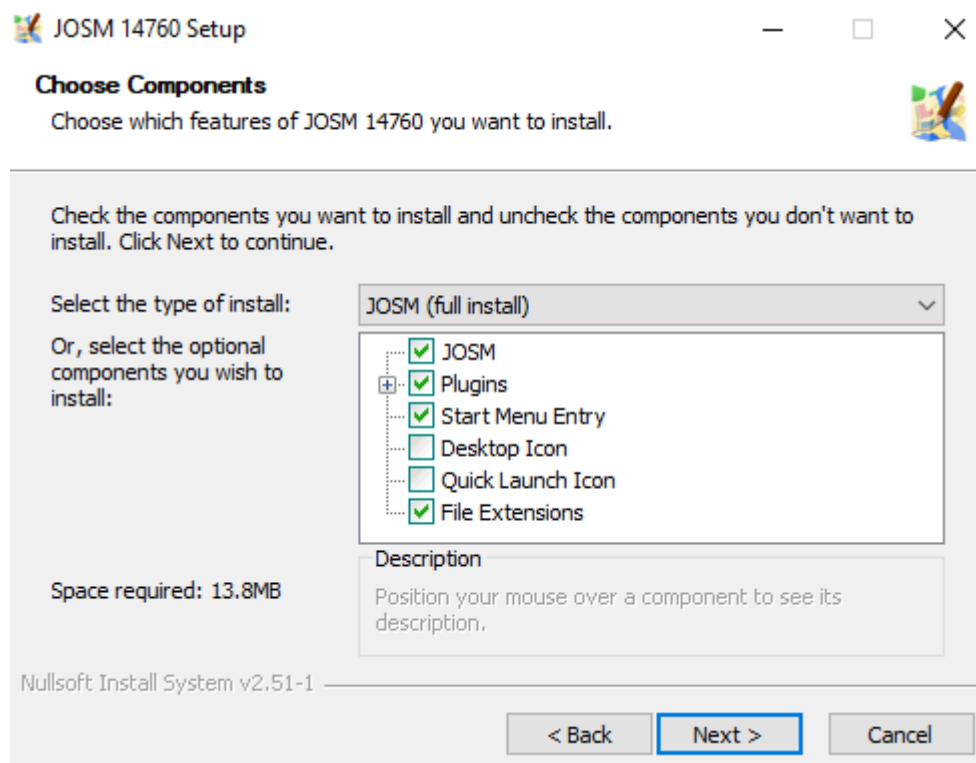 JOSM 14760 Setup
Choose Components
Choose which features of JOSM 14760 you want to install.
Check the components you want to install and uncheck the components you don't want to
install. Click Next to continue.
Select the type of install:
JOSM (full install)
Or, select the optional
components you wish to
install:
JOSM
Plugins
Start Menu Entry
Desktop Icon
Quick Launch Icon
File Extensions
Space required: 13.8MB
Description
Position your mouse over a component to see its
description.
Nullsoft Install System v2.51-1
< Back
Next >
Cancel